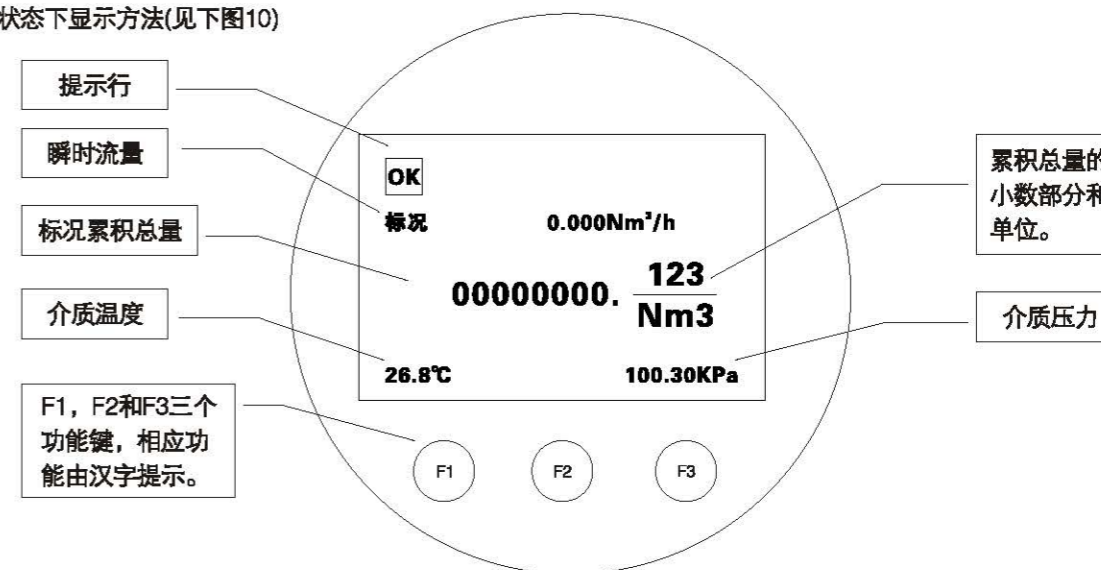 状态下显示方法(见下图10)
提示行
瞬时流量
标况累积总量
介质温度
F1，F2和F3三个
功能键，相应功
能由汉字提示。
OK
标况 0.000Nm³/h
00000000. 123
Nm3
26.8℃ 100.30KPa
F1 F2 F3
累积总量的
小数部分和
单位。
介质压力